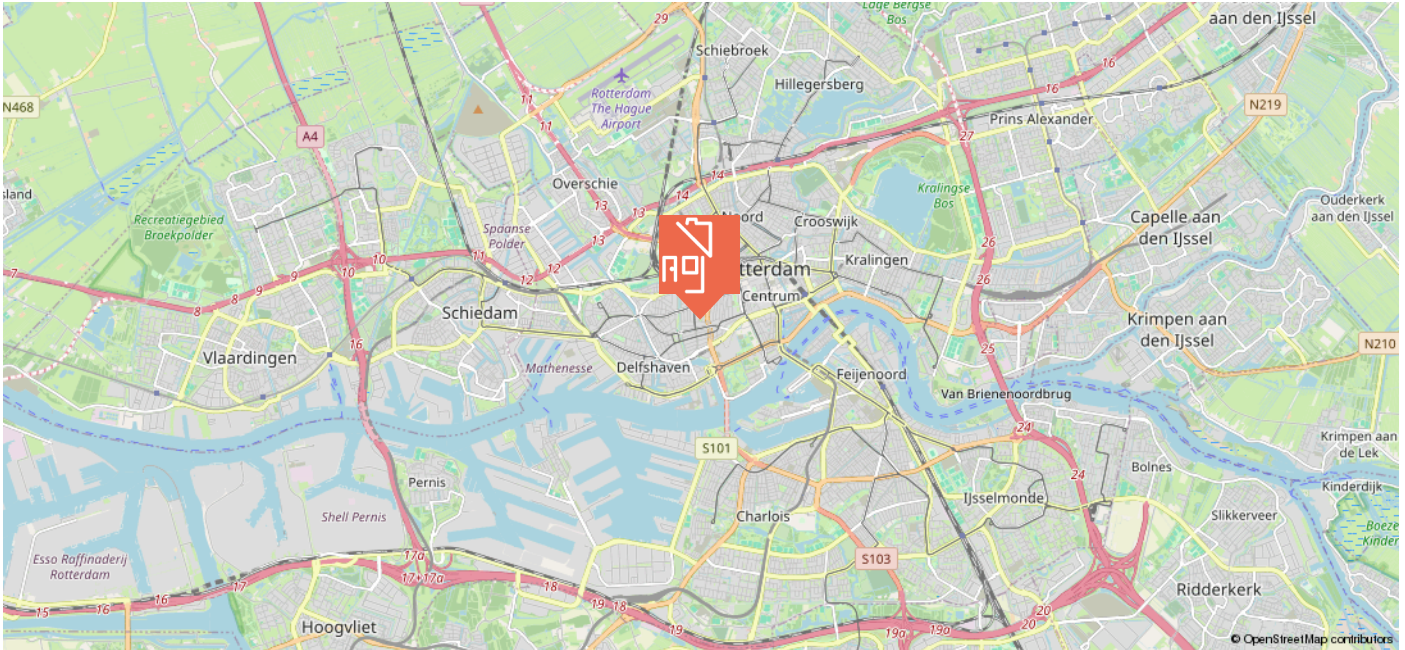 29
Lage Bergse
Bos
aan den IJssel
Schiebroek
16
Hillegersberg
16
N468
Rotterdam
The Hague
Airport
11
11
N219
A4
27
Prins Alexander
sland
Overschie
14
14
13
13
13
Kralingse
Bos
Ouderkerk
aan den IJssel
Recreatiegebied
Broekpolder
Noord
Crooswijk
Capelle aan
den IJssel
Spaanse
Polder
26
7
8
8
9
9
10
10
11
12
12
tterdam
Kralingen
26
Centrum
Schiedam
Krimpen aan
den IJssel
16
25
N210
Vlaardingen
Mathenesse
Delfshaven
Feijenoord
Van Brienenoordbrug
24
S101
24
Krimpen aan
de Lek
Bolnes
Pernis
Kinderdijk
IJsselmonde
Shell Pernis
Charlois
Slikkerveer
Boeze
Kinder
Esso Raffinaderij
Rotterdam
17a
17+17a
S103
15
16
17
18
19
18
19
19a
19a
20
20
Ridderkerk
Hoogvliet
© OpenStreetMap contributors